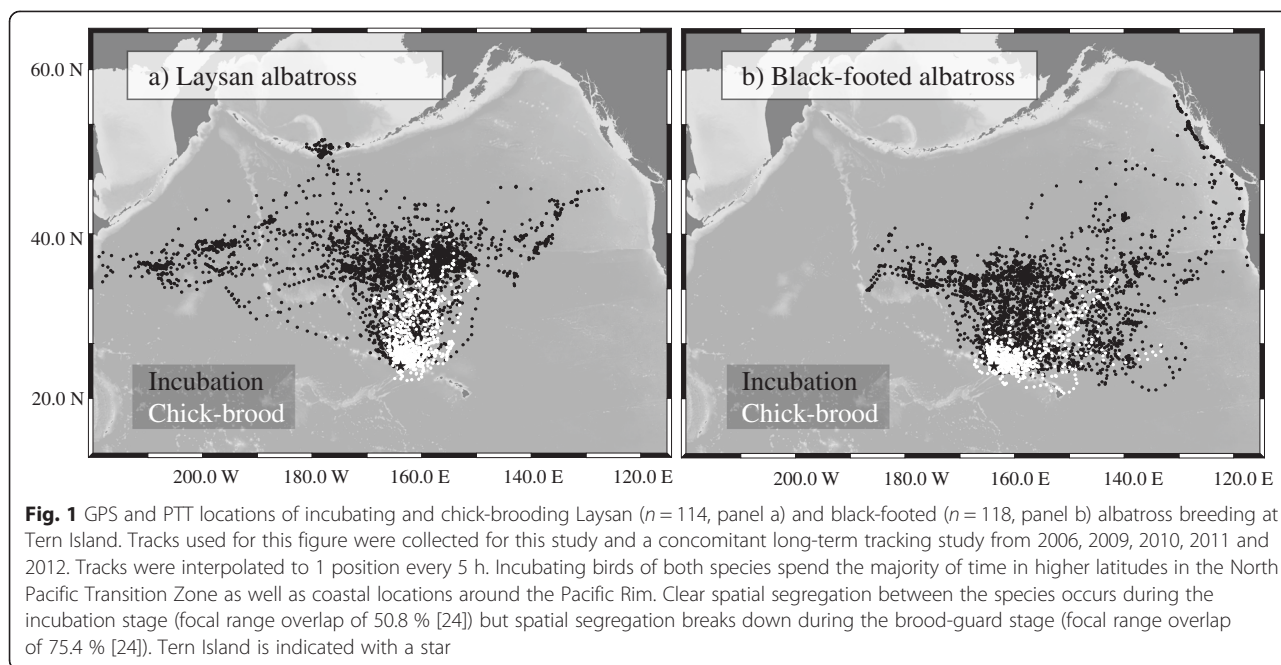 a) Laysan albatross
b) Black-footed albatross
60.0 N
40.0 N
20.0 N
Incubation
Chick-brood
Incubation
Chick-brood
200.0 W 180.0 W 160.0 E 140.0 E 120.0 E
200.0 W 180.0 W 160.0 E 140.0 E 120.0 E
Fig. 1 GPS and PTT locations of incubating and chick-brooding Laysan (n = 114, panel a) and black-footed (n = 118, panel b) albatross breeding at
Tern Island. Tracks used for this figure were collected for this study and a concomitant long-term tracking study from 2006, 2009, 2010, 2011 and
2012. Tracks were interpolated to 1 position every 5 h. Incubating birds of both species spend the majority of time in higher latitudes in the North
Pacific Transition Zone as well as coastal locations around the Pacific Rim. Clear spatial segregation between the species occurs during the
incubation stage (focal range overlap of 50.8 % [24]) but spatial segregation breaks down during the brood-guard stage (focal range overlap
of 75.4 % [24]). Tern Island is indicated with a star